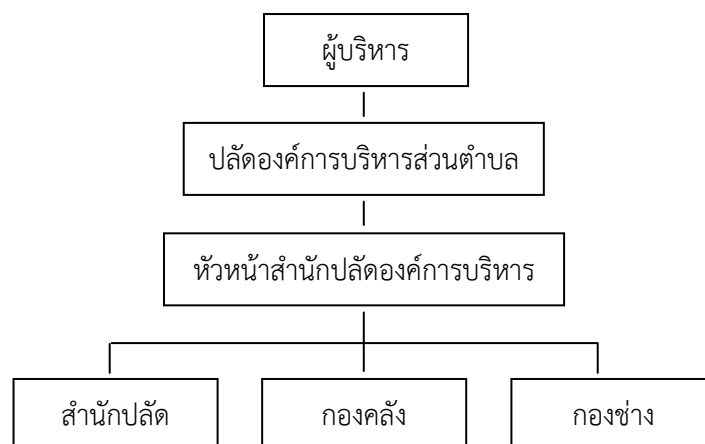 ผู้บริหาร
ปลัดองค์การบริหารส่วนตำบล
หัวหน้าสำนักปลัดองค์การบริหาร
สำนักปลัด
กองคลัง
กองช่าง